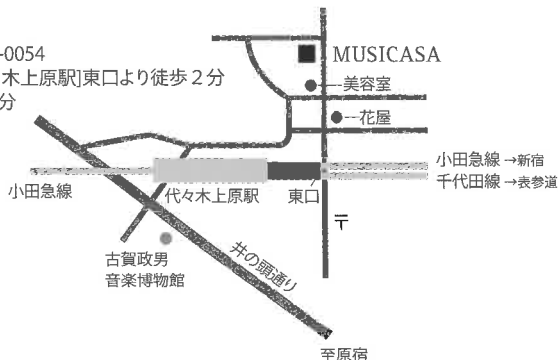 -0054
木上原駅]東口より徒歩２分
分
MUSICASA
美容室
花屋
小田急線 →新宿
千代田線 →表参道
小田急線
代々木上原駅
東口
〒
古賀政男
音楽博物館
井の頭通り
至原宿